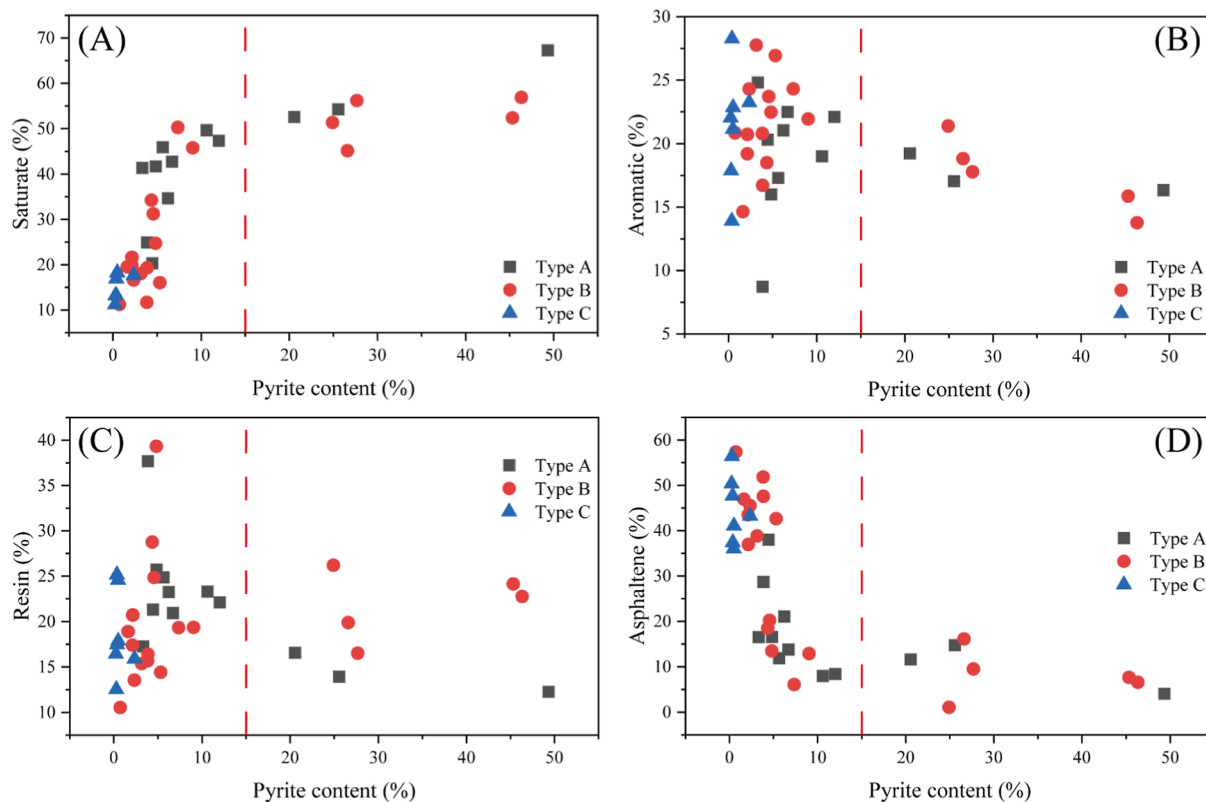 (A)
Saturate (%)
70
60
50
40
30
20
10
0 10 20 30 40 50
Pyrite content (%)
Type A
Type B
Type C
(B)
Aromatic (%)
30
25
20
15
10
5
0 10 20 30 40 50
Pyrite content (%)
Type A
Type B
Type C
(C)
Resin (%)
40
35
30
25
20
15
10
0 10 20 30 40 50
Pyrite content (%)
Type A
Type B
Type C
(D)
Asphaltene (%)
60
50
40
30
20
10
0
0 10 20 30 40 50
Pyrite content (%)
Type A
Type B
Type C